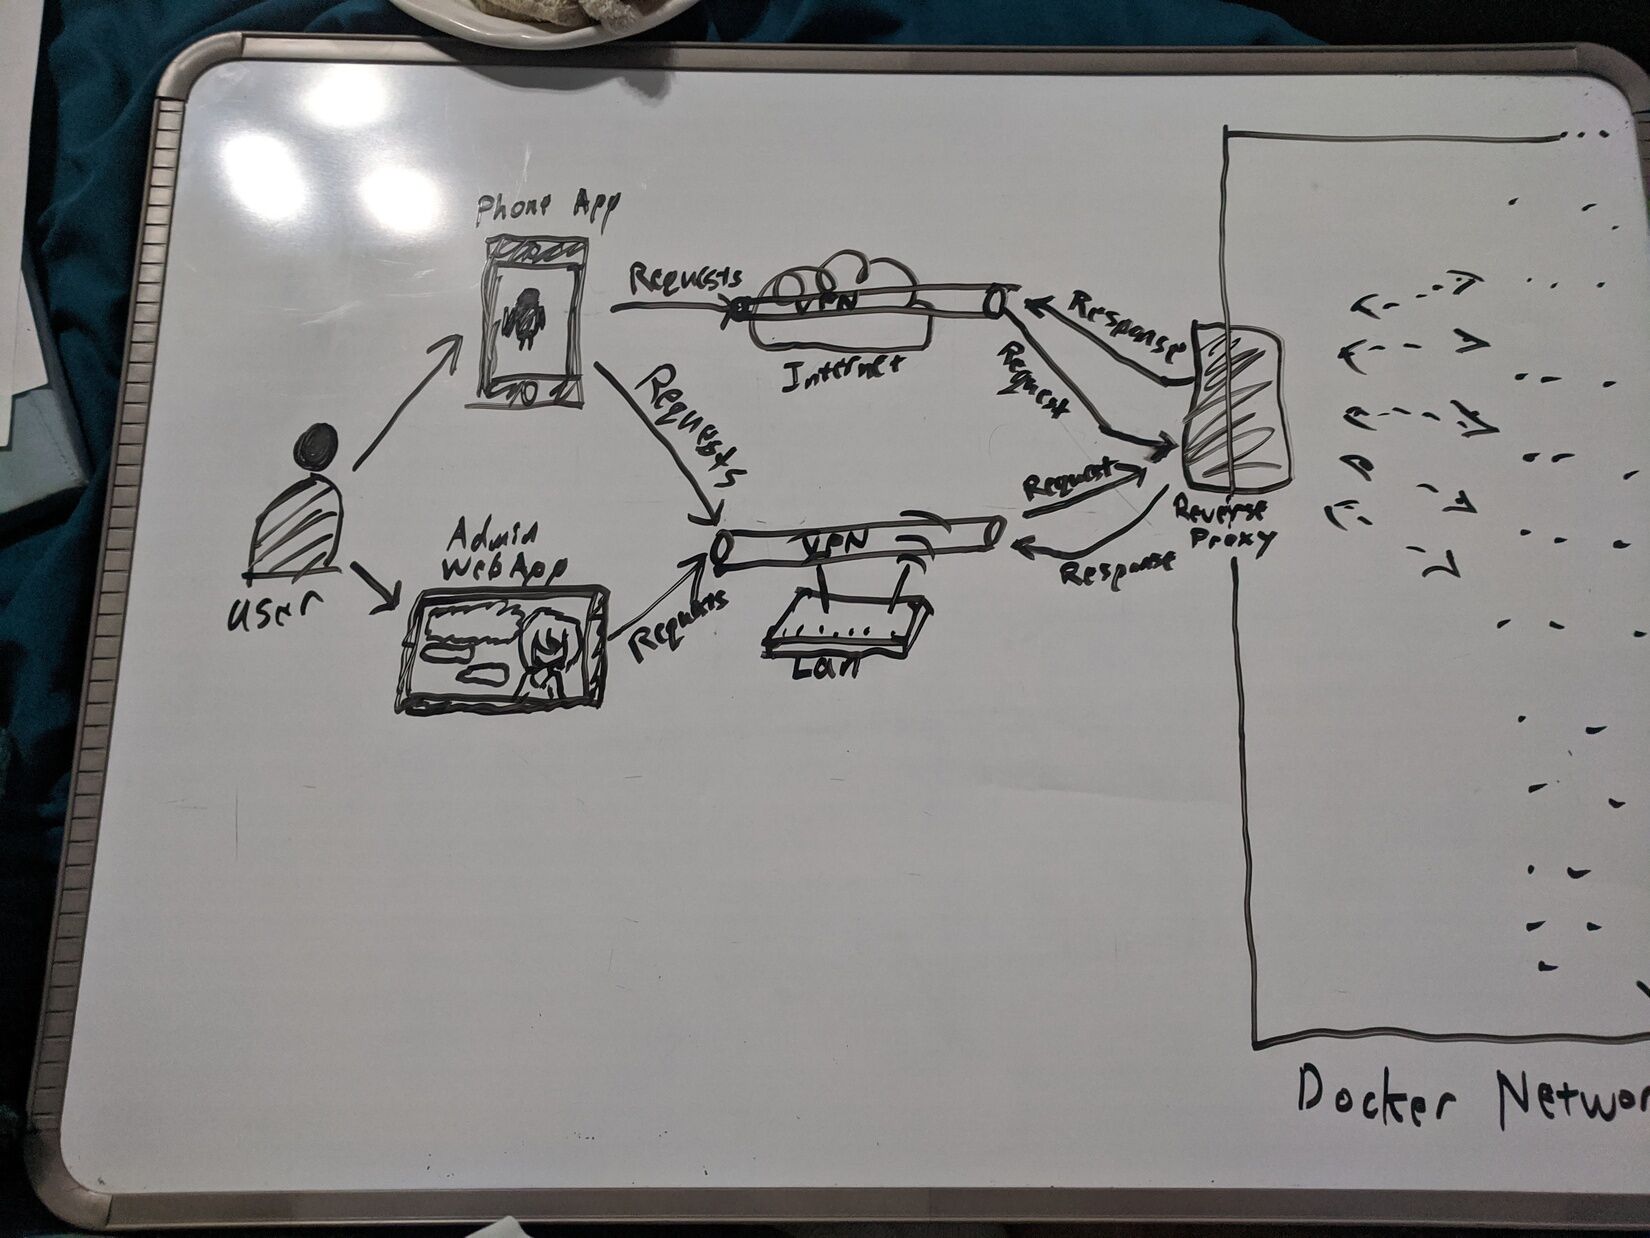 Phone App
Requests
VPN
Internet
Response
Request
Requests
User
Admin
WebApp
Requests
VPN
Lan
Request
Response
Reverse
Proxy
Docker Networ